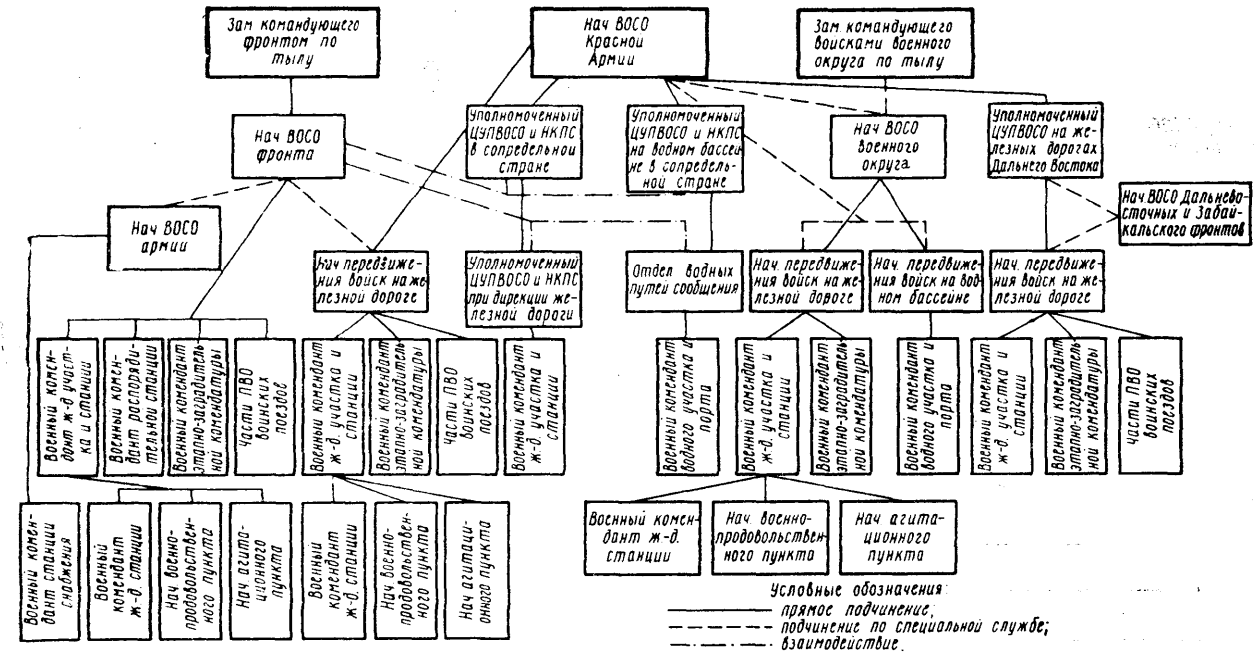 Зам командующего
фронтом по
тылу
Нач ВОСО
Красной
Армии
Зам. командующего
войсками военного
округа по тылу
Нач ВОСО
фронта
Уполномоченный
ЦУПВОСО и НКПС
в сопредельной
стране
Уполномоченный
ЦУПВОСО и НКПС
на водном бассей
не в сопредель-
ной стране
Нач ВОСО
военного
округа
Уполномоченный
ЦУПВОСО на же-
лезных дорогах
Дальнего Востока
Нач. ВОСО Дальнево-
сточных и Забай-
кальского фронтов
Нач ВОСО
армии
Нач передвиже-
ния войск на же-
лезной дороге
Уполномоченный
ЦУПВОСО и НКПС
при дирекции же-
лезной дороги
Отдел водных
путей сообщения
Нач. передвиже-
ния войск на же-
лезной дороге
Нач. передвиже-
ния войск на вод-
ном бассейне
Нач. передвиже-
ния войск на же-
лезной дороге
Военный комен-
дант ж-д участ-
ка и станции
Военный комен-
дант распоряди-
тельной станции
Военный комендант
этапно-заградитель-
ной комендатуры
Части ПВО
воинских
поездов
Военный комендант
ж-д. участка и
станции
Военный комендант
этапно-заградитель-
ной комендатуры
Части ПВО
воинских
поездов
Военный комендант
ж-д. участка и
станции
Военный комендант
водного участка и
порта
Военный комендант
ж-д. участка и
станции
Военный комендант
этапно-заградитель-
ной комендатуры
Военный комендант
водного участка и
порта
Военный комендант
ж-д. участка и
станции
Военный комендант
этапно-заградитель-
ной комендатуры
Части ПВО
воинских
поездов
Военный комен-
дант станции
снабжения
Военный
комендант
ж-д. станции
Нач военно-
продовольствен-
ного пункта
Нач агита-
ционного
пункта
Военный
комендант
ж-д. станции
Нач военно-
продовольствен-
ного пункта
Нач агитаци-
онного пункта
Военный комен-
дант ж-д.
станции
Нач. военно-
продовольствен-
ного пункта
Нач агита-
ционного
пункта
Условные обозначения:
прямое подчинение;
подчинение по специальной службе;
взаимодействие.